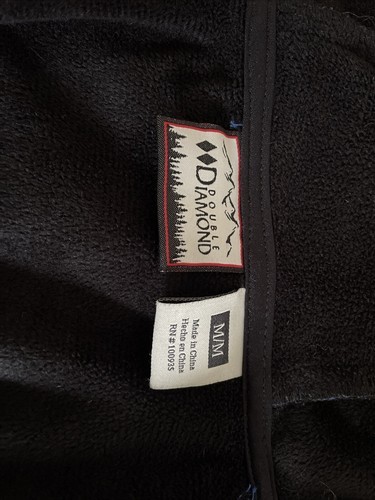 DOUBLE
DIAMOND
M/M
Made in China
Hecho en China
RN # 100935